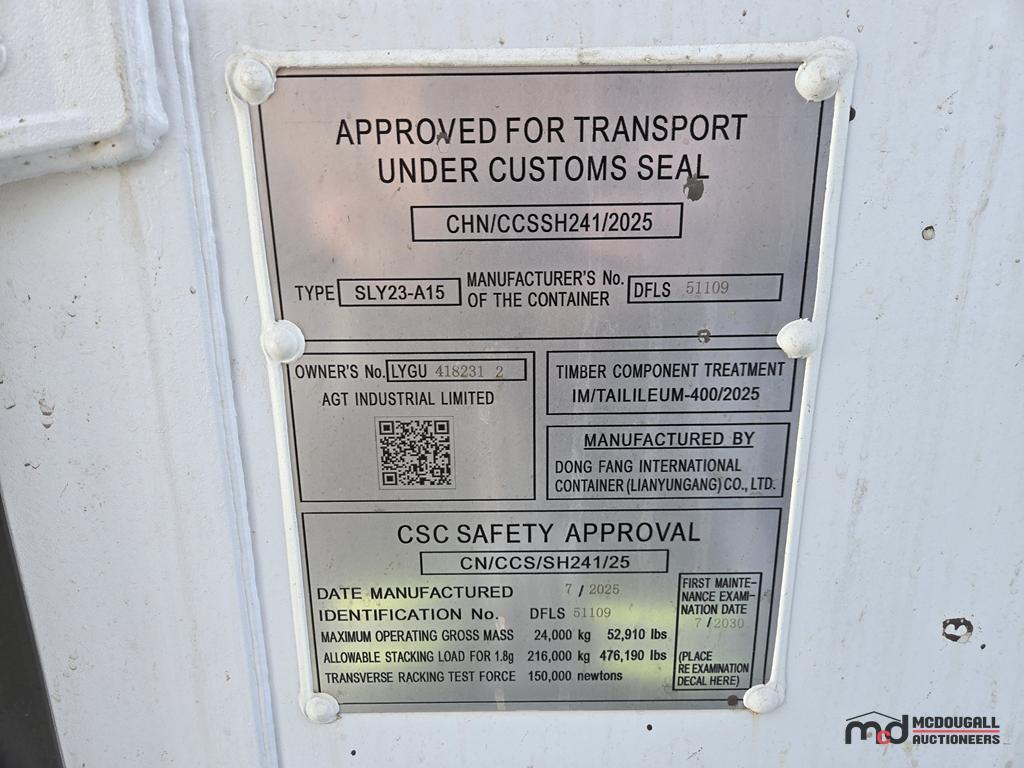 APPROVED FOR TRANSPORT
UNDER CUSTOMS SEAL
CHN/CCSSH241/2025
TYPE SLY23-A15 MANUFACTURER'S No. OF THE CONTAINER DFLS 51109
OWNER'S No. LYGU 418231 2
AGT INDUSTRIAL LIMITED
TIMBER COMPONENT TREATMENT
IM/TAILILEUM-400/2025
MANUFACTURED BY
DONG FANG INTERNATIONAL
CONTAINER (LIANYUNGANG) CO., LTD.
CSC SAFETY APPROVAL
CN/CCS/SH241/25
DATE MANUFACTURED 7 / 2025
IDENTIFICATION No. DFLS 51109
MAXIMUM OPERATING GROSS MASS 24,000 kg 52,910 lbs
ALLOWABLE STACKING LOAD FOR 1.8g 216,000 kg 476,190 lbs
TRANSVERSE RACKING TEST FORCE 150,000 newtons
FIRST MAINTE-
NANCE EXAMI-
NATION DATE
7 / 2030
(PLACE
RE EXAMINATION
DECAL HERE)
mcd MCDOUGALL
AUCTIONEERS